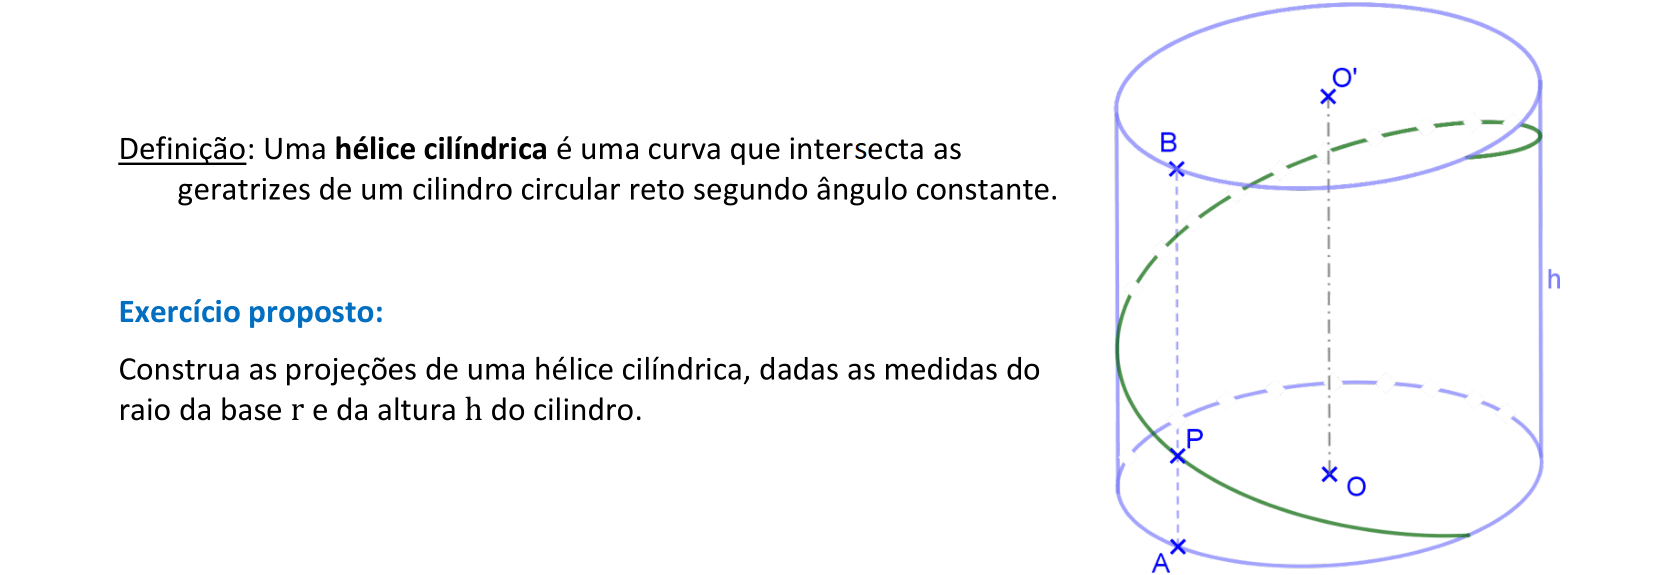 Definição: Uma hélice cilíndrica é uma curva que intersecta as
geratrizes de um cilindro circular reto segundo ângulo constante.
Exercício proposto:
Construa as projeções de uma hélice cilíndrica, dadas as medidas do
raio da base r e da altura h do cilindro.
O'
B
h
P
O
A